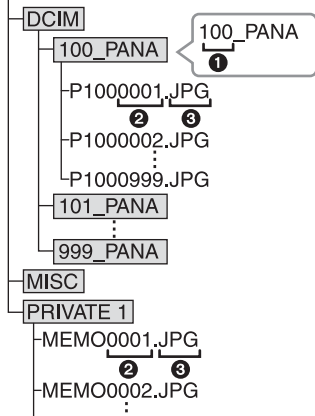 DCIM
100_PANA
100_PANA
❶
P1000001.JPG
❷ ❸
P1000002.JPG
P1000999.JPG
101_PANA
999_PANA
MISC
PRIVATE 1
MEMO0001.JPG
❷ ❸
MEMO0002.JPG